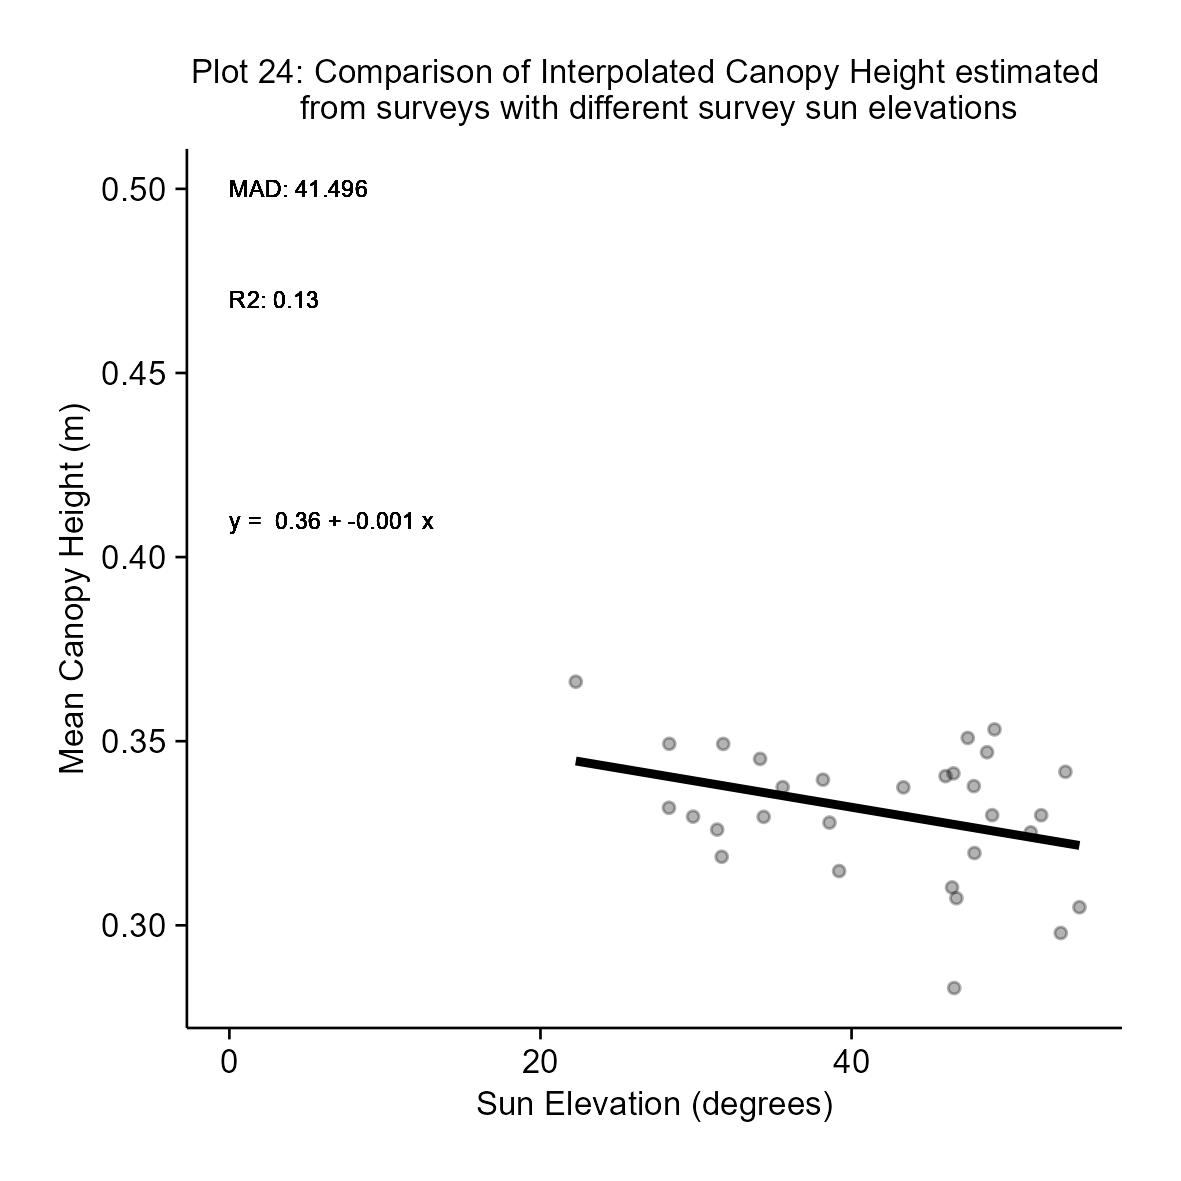 Plot 24: Comparison of Interpolated Canopy Height estimated
from surveys with different survey sun elevations
0.50
MAD: 41.496
R2: 0.13
0.45
y =  0.36 + -0.001 x
0.40
0.35
0.30
Mean Canopy Height (m)
0
20
40
Sun Elevation (degrees)